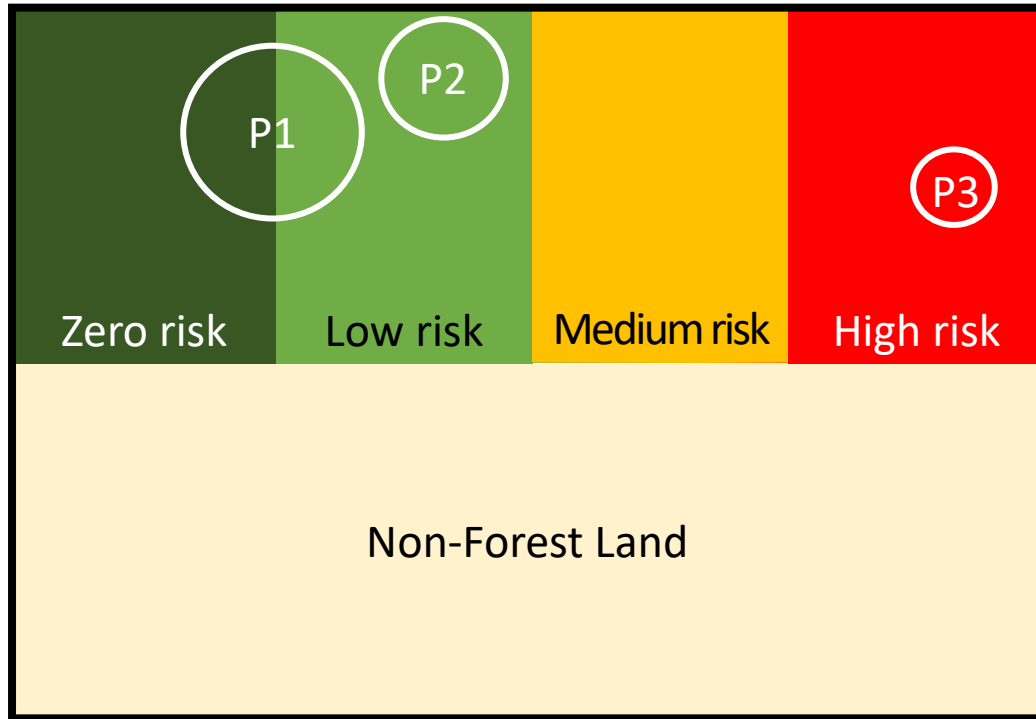 P1
P2
P3
Zero risk
Low risk
Medium risk
High risk
Non-Forest Land